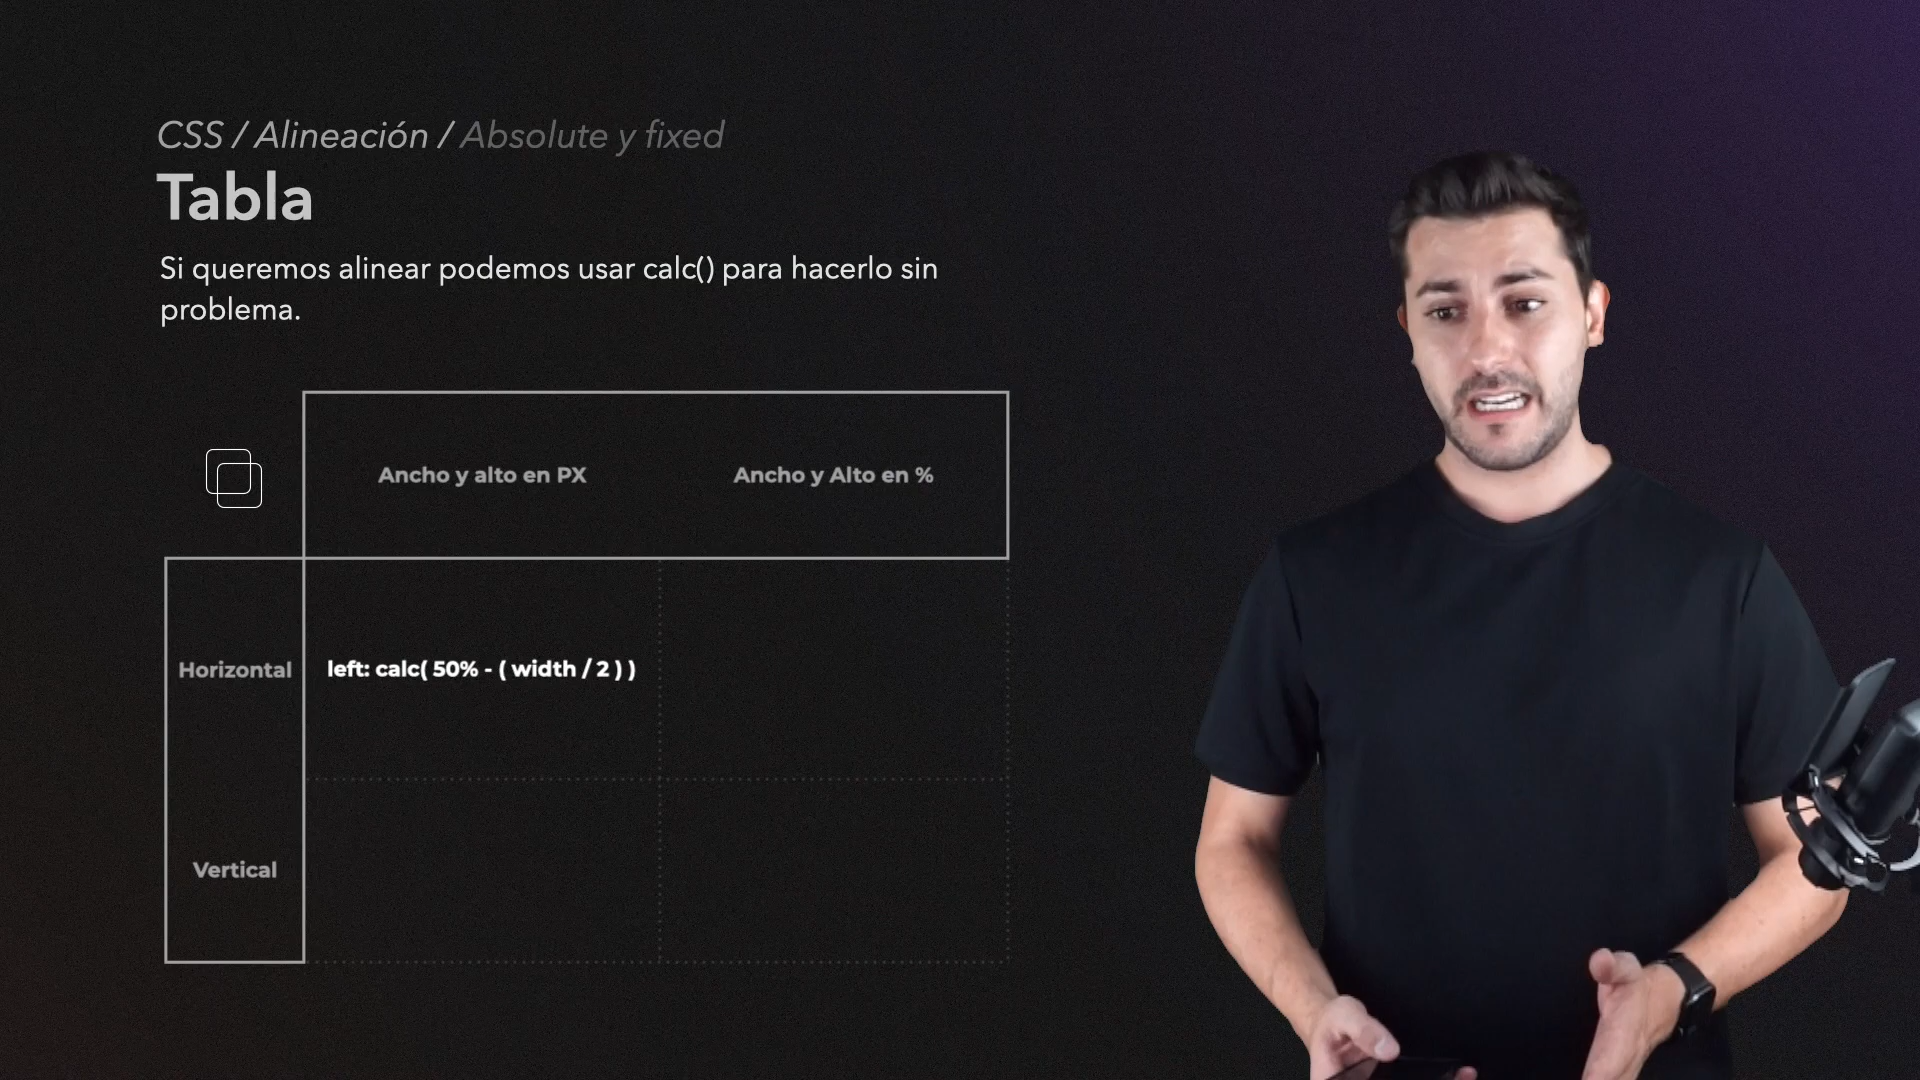 CSS / Alineación / Absolute y fixed
Tabla
Si queremos alinear podemos usar calc() para hacerlo sin
problema.
Ancho y alto en PX
Ancho y Alto en %
Horizontal
left: calc( 50% - ( width / 2 ) )
Vertical